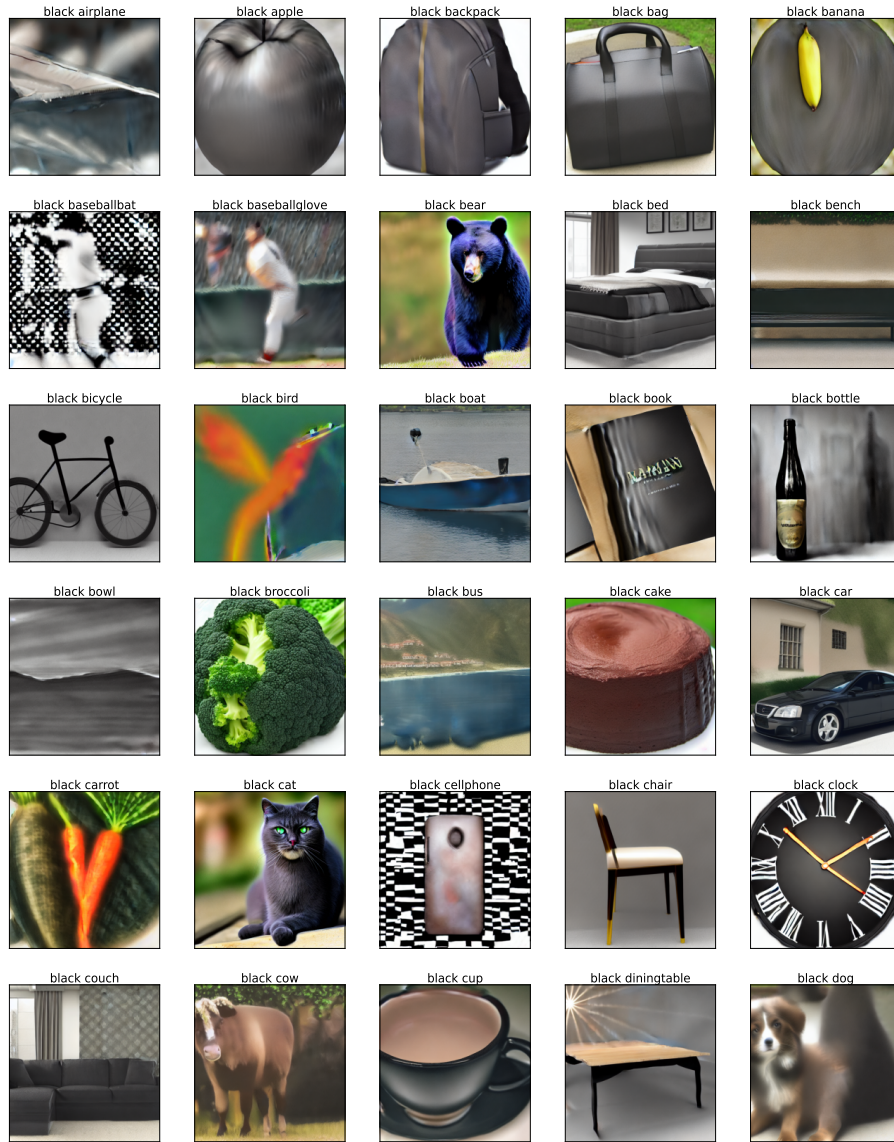 black airplane
black apple
black backpack
black bag
black banana
black baseballbat
black baseballglove
black bear
black bed
black bench
black bicycle
black bird
black boat
black book
black bottle
black bowl
black broccoli
black bus
black cake
black car
black carrot
black cat
black cellphone
black chair
black clock
XII
I
X
black couch
black cow
black cup
black diningtable
black dog